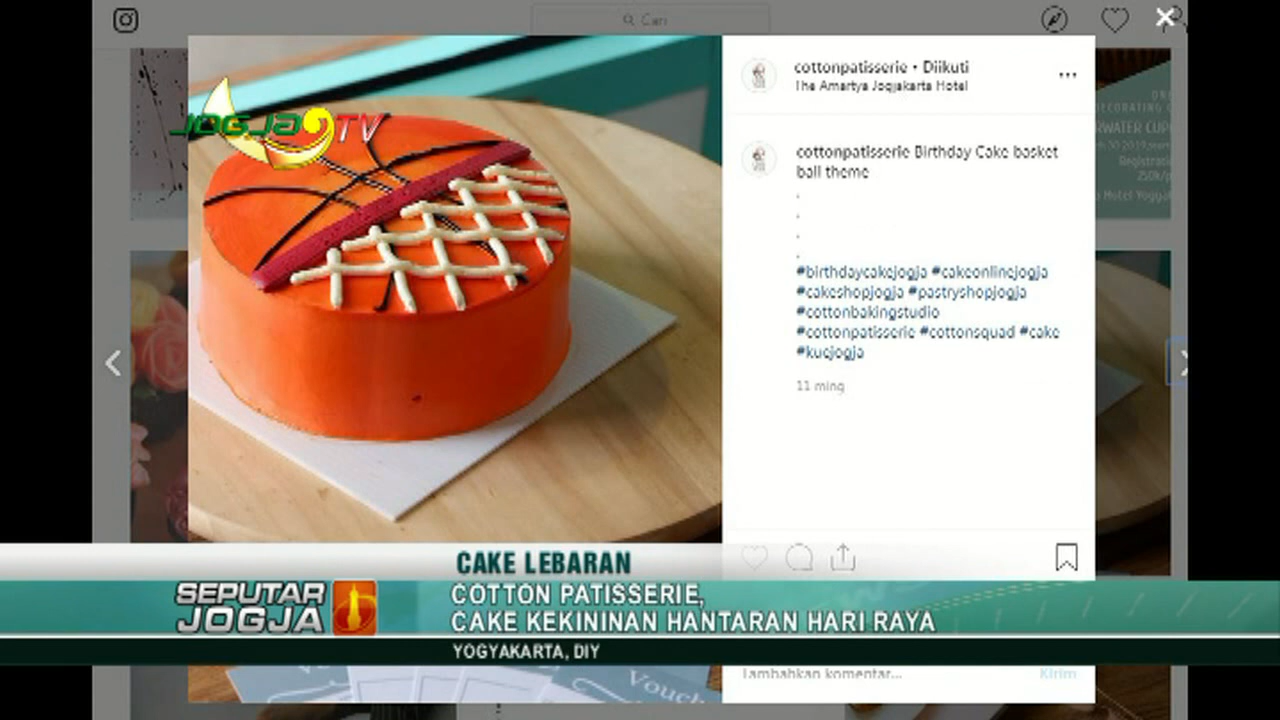 Cari
cottonpatisserie • Diikuti
The Amartya Jogjakarta Hotel
JOGJA TV
cottonpatisserie Birthday Cake basket
ball theme
.
.
.
.
#birthdaycakejogja #cakeonlinejogja
#cakeshopjogja #pastryshopjogja
#cottonbakingstudio
#cottonpatisserie #cottonsquad #cake
#kuejogja
11 ming
CAKE LEBARAN
SEPUTAR
JOGJA
COTTON PATISSERIE,
CAKE KEKININAN HANTARAN HARI RAYA
YOGYAKARTA, DIY
Tambahkan komentar...
Kirim
Vouch